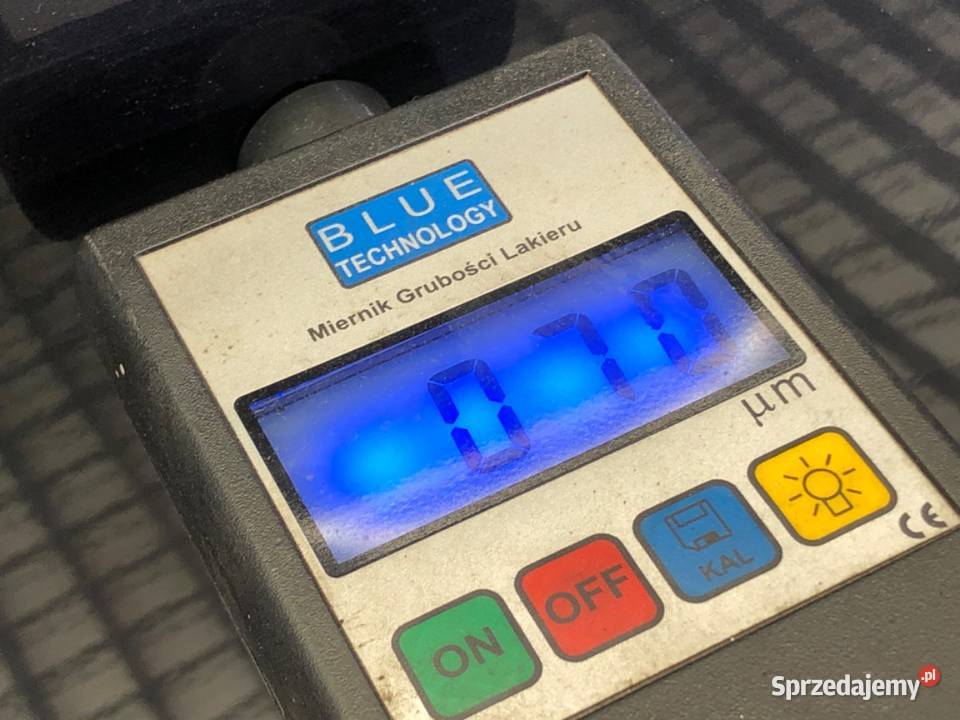 BLUE
TECHNOLOGY
Miernik Grubości Lakieru
µm
ON
OFF
KAL
CE
Sprzedajemy.pl